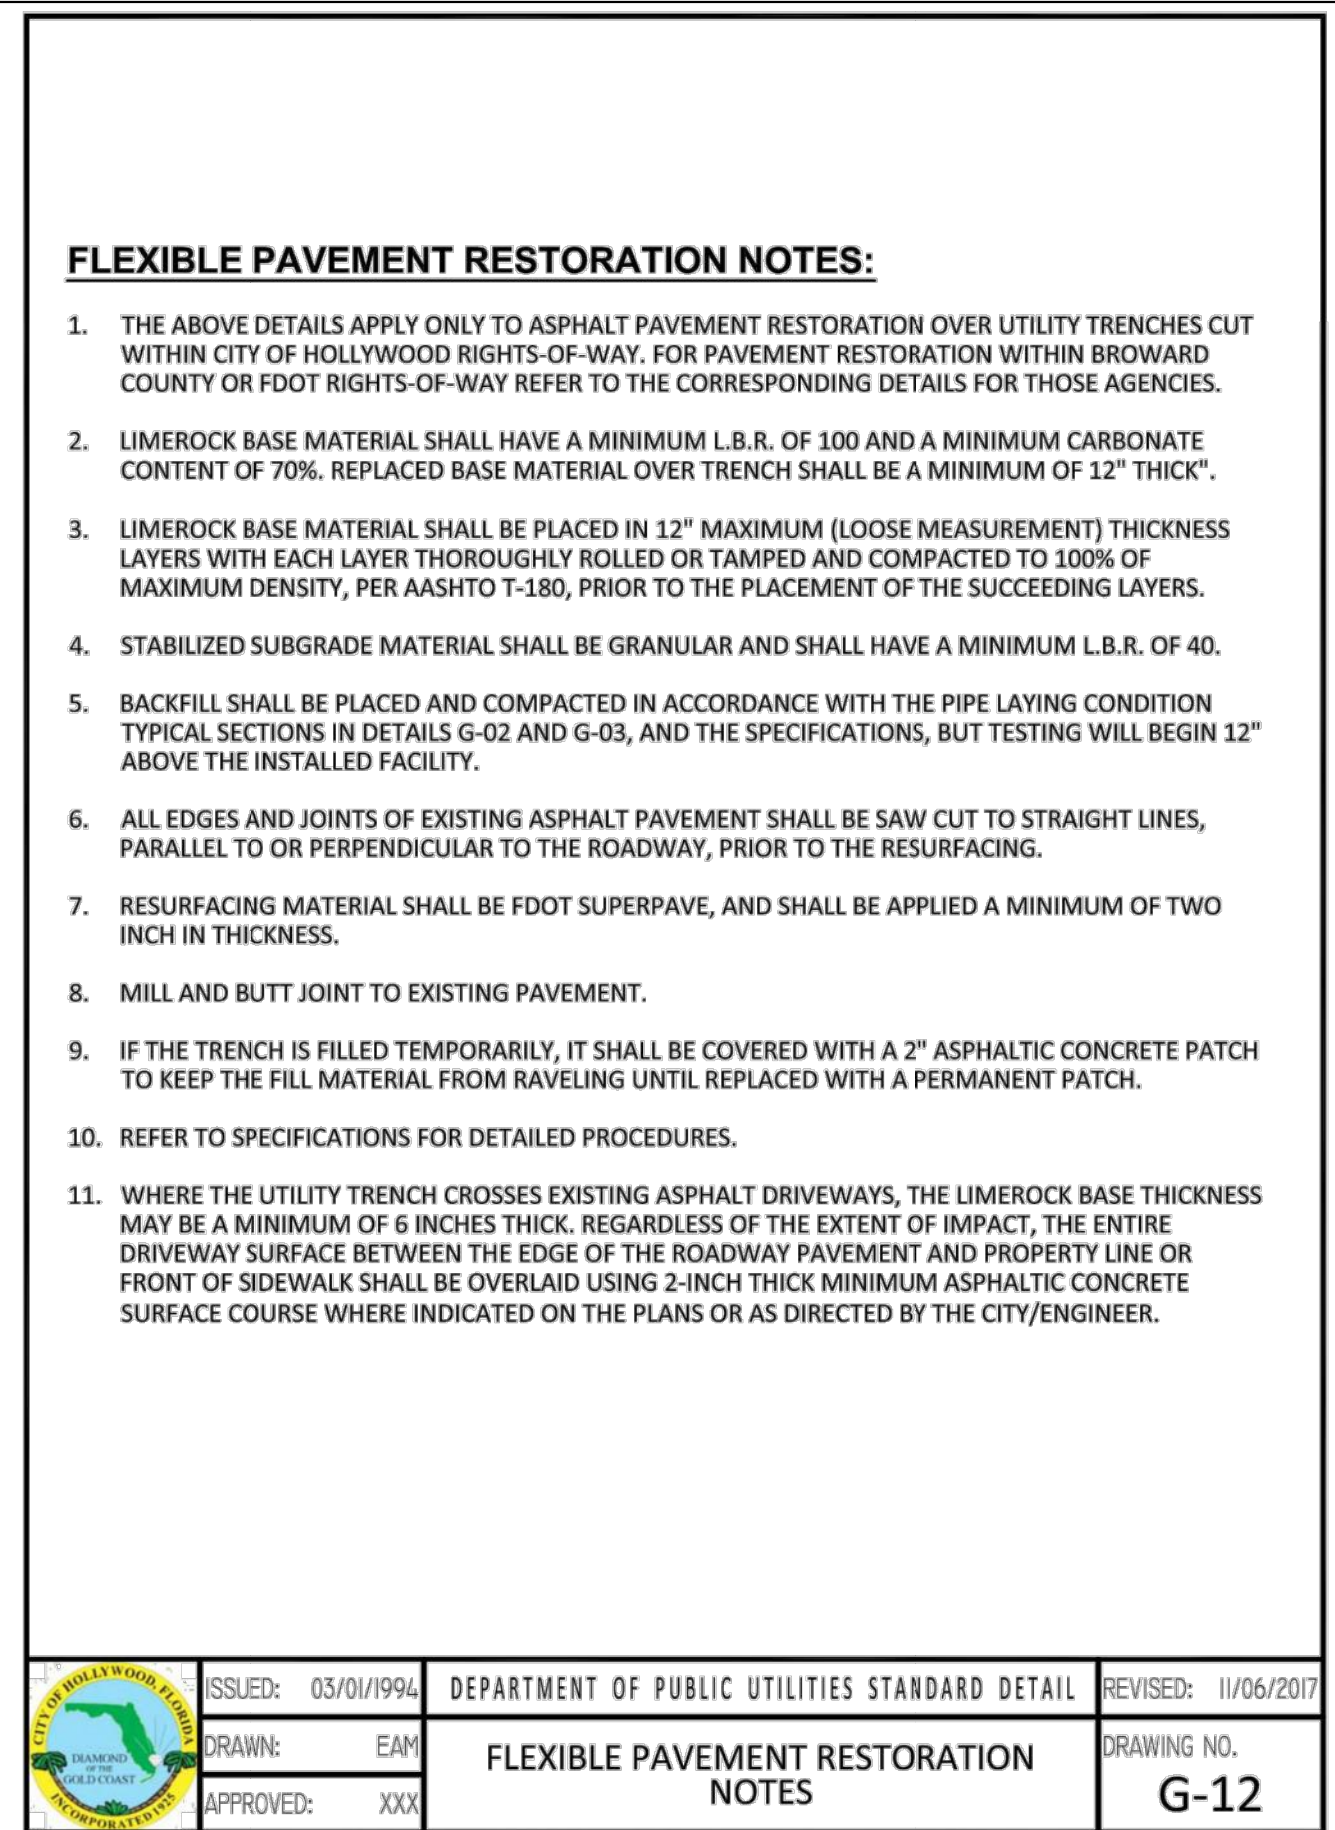 FLEXIBLE PAVEMENT RESTORATION NOTES:
1. THE ABOVE DETAILS APPLY ONLY TO ASPHALT PAVEMENT RESTORATION OVER UTILITY TRENCHES CUT
WITHIN CITY OF HOLLYWOOD RIGHTS-OF-WAY. FOR PAVEMENT RESTORATION WITHIN BROWARD
COUNTY OR FDOT RIGHTS-OF-WAY REFER TO THE CORRESPONDING DETAILS FOR THOSE AGENCIES.
2. LIMEROCK BASE MATERIAL SHALL HAVE A MINIMUM L.B.R. OF 100 AND A MINIMUM CARBONATE
CONTENT OF 70%. REPLACED BASE MATERIAL OVER TRENCH SHALL BE A MINIMUM OF 12" THICK".
3. LIMEROCK BASE MATERIAL SHALL BE PLACED IN 12" MAXIMUM (LOOSE MEASUREMENT) THICKNESS
LAYERS WITH EACH LAYER THOROUGHLY ROLLED OR TAMPED AND COMPACTED TO 100% OF
MAXIMUM DENSITY, PER AASHTO T-180, PRIOR TO THE PLACEMENT OF THE SUCCEEDING LAYERS.
4. STABILIZED SUBGRADE MATERIAL SHALL BE GRANULAR AND SHALL HAVE A MINIMUM L.B.R. OF 40.
5. BACKFILL SHALL BE PLACED AND COMPACTED IN ACCORDANCE WITH THE PIPE LAYING CONDITION
TYPICAL SECTIONS IN DETAILS G-02 AND G-03, AND THE SPECIFICATIONS, BUT TESTING WILL BEGIN 12"
ABOVE THE INSTALLED FACILITY.
6. ALL EDGES AND JOINTS OF EXISTING ASPHALT PAVEMENT SHALL BE SAW CUT TO STRAIGHT LINES,
PARALLEL TO OR PERPENDICULAR TO THE ROADWAY, PRIOR TO THE RESURFACING.
7. RESURFACING MATERIAL SHALL BE FDOT SUPERPAVE, AND SHALL BE APPLIED A MINIMUM OF TWO
INCH IN THICKNESS.
8. MILL AND BUTT JOINT TO EXISTING PAVEMENT.
9. IF THE TRENCH IS FILLED TEMPORARILY, IT SHALL BE COVERED WITH A 2" ASPHALTIC CONCRETE PATCH
TO KEEP THE FILL MATERIAL FROM RAVELING UNTIL REPLACED WITH A PERMANENT PATCH.
10. REFER TO SPECIFICATIONS FOR DETAILED PROCEDURES.
11. WHERE THE UTILITY TRENCH CROSSES EXISTING ASPHALT DRIVEWAYS, THE LIMEROCK BASE THICKNESS
MAY BE A MINIMUM OF 6 INCHES THICK. REGARDLESS OF THE EXTENT OF IMPACT, THE ENTIRE
DRIVEWAY SURFACE BETWEEN THE EDGE OF THE ROADWAY PAVEMENT AND PROPERTY LINE OR
FRONT OF SIDEWALK SHALL BE OVERLAID USING 2-INCH THICK MINIMUM ASPHALTIC CONCRETE
SURFACE COURSE WHERE INDICATED ON THE PLANS OR AS DIRECTED BY THE CITY/ENGINEER.
CITY OF HOLLYWOOD, FLORIDA
DIAMOND
OF THE
GOLD COAST
INCORPORATED 1925
ISSUED: 03/01/1994
DRAWN: EAM
APPROVED: XXX
DEPARTMENT OF PUBLIC UTILITIES STANDARD DETAIL
FLEXIBLE PAVEMENT RESTORATION
NOTES
REVISED: 11/06/2017
DRAWING NO.
G-12